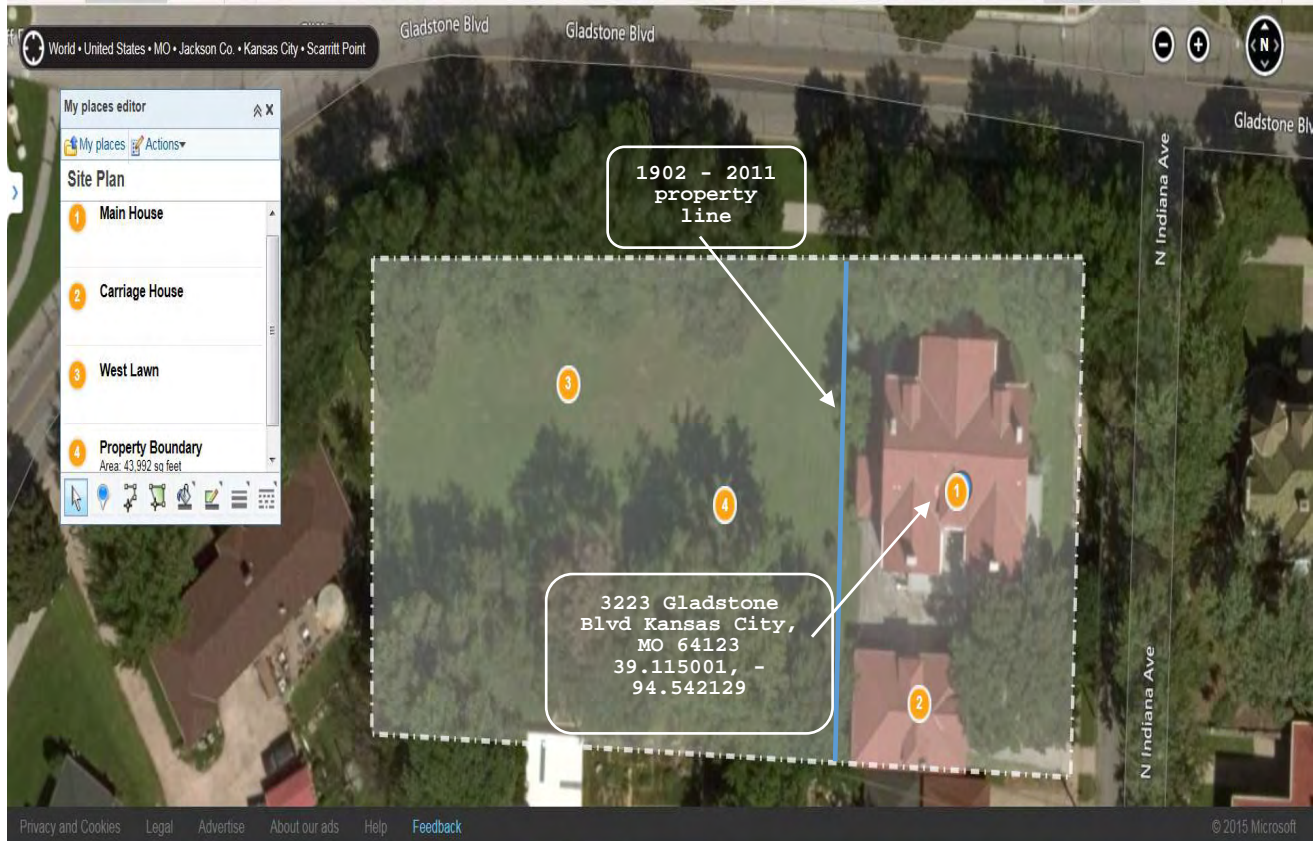 Gladstone Blvd
Gladstone Blvd
World • United States • MO • Jackson Co. • Kansas City • Scarritt Point
N
Gladstone Blv
My places editor
My places
Actions
Site Plan
1 Main House
2 Carriage House
3 West Lawn
4 Property Boundary
Area: 43,992 sq feet
1902 - 2011
property
line
N Indiana Ave
3
4
1
3223 Gladstone
Blvd Kansas City,
MO 64123
39.115001, -
94.542129
2
N Indiana Ave
Privacy and Cookies Legal Advertise About our ads Help Feedback
© 2015 Microsoft